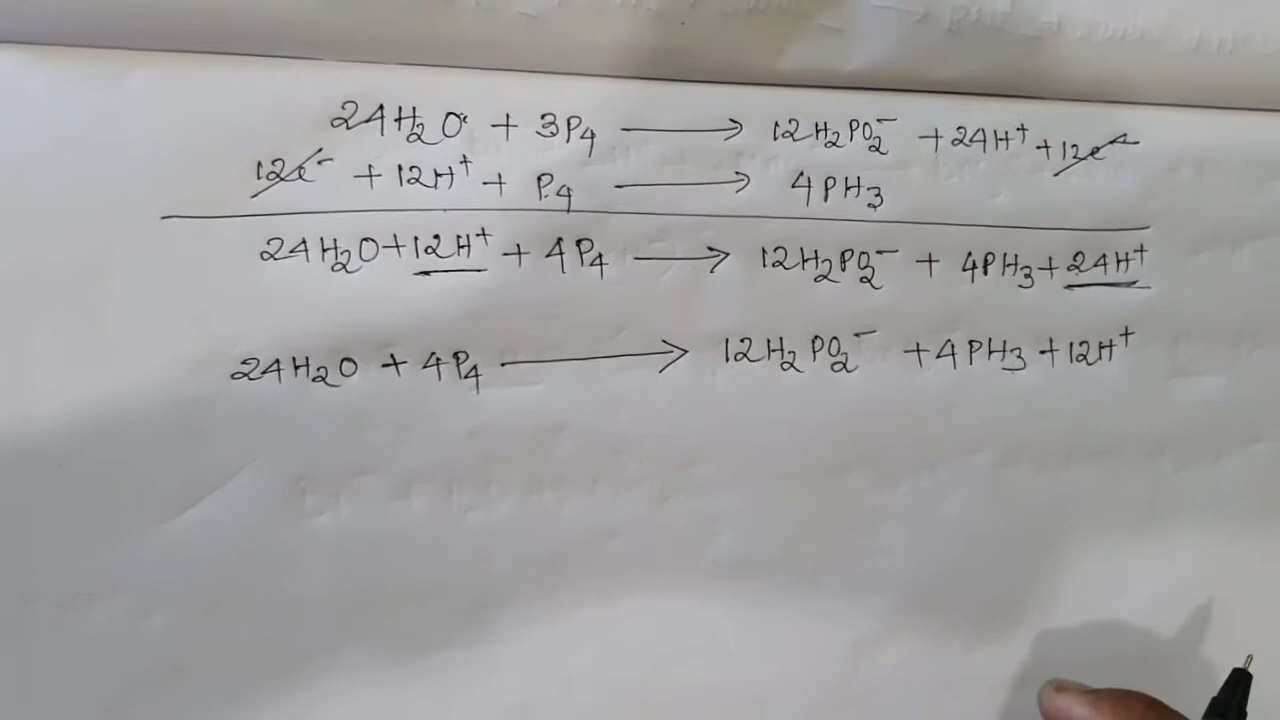 24H₂O + 3P₄ ⟶ 12H₂PO₂⁻ + 24H⁺ + 12e⁻
12e⁻ + 12H⁺ + P₄ ⟶ 4PH₃
24H₂O + 12H⁺ + 4P₄ ⟶ 12H₂PO₂⁻ + 4PH₃ + 24H⁺
24H₂O + 4P₄ ⟶ 12H₂PO₂⁻ + 4PH₃ + 12H⁺